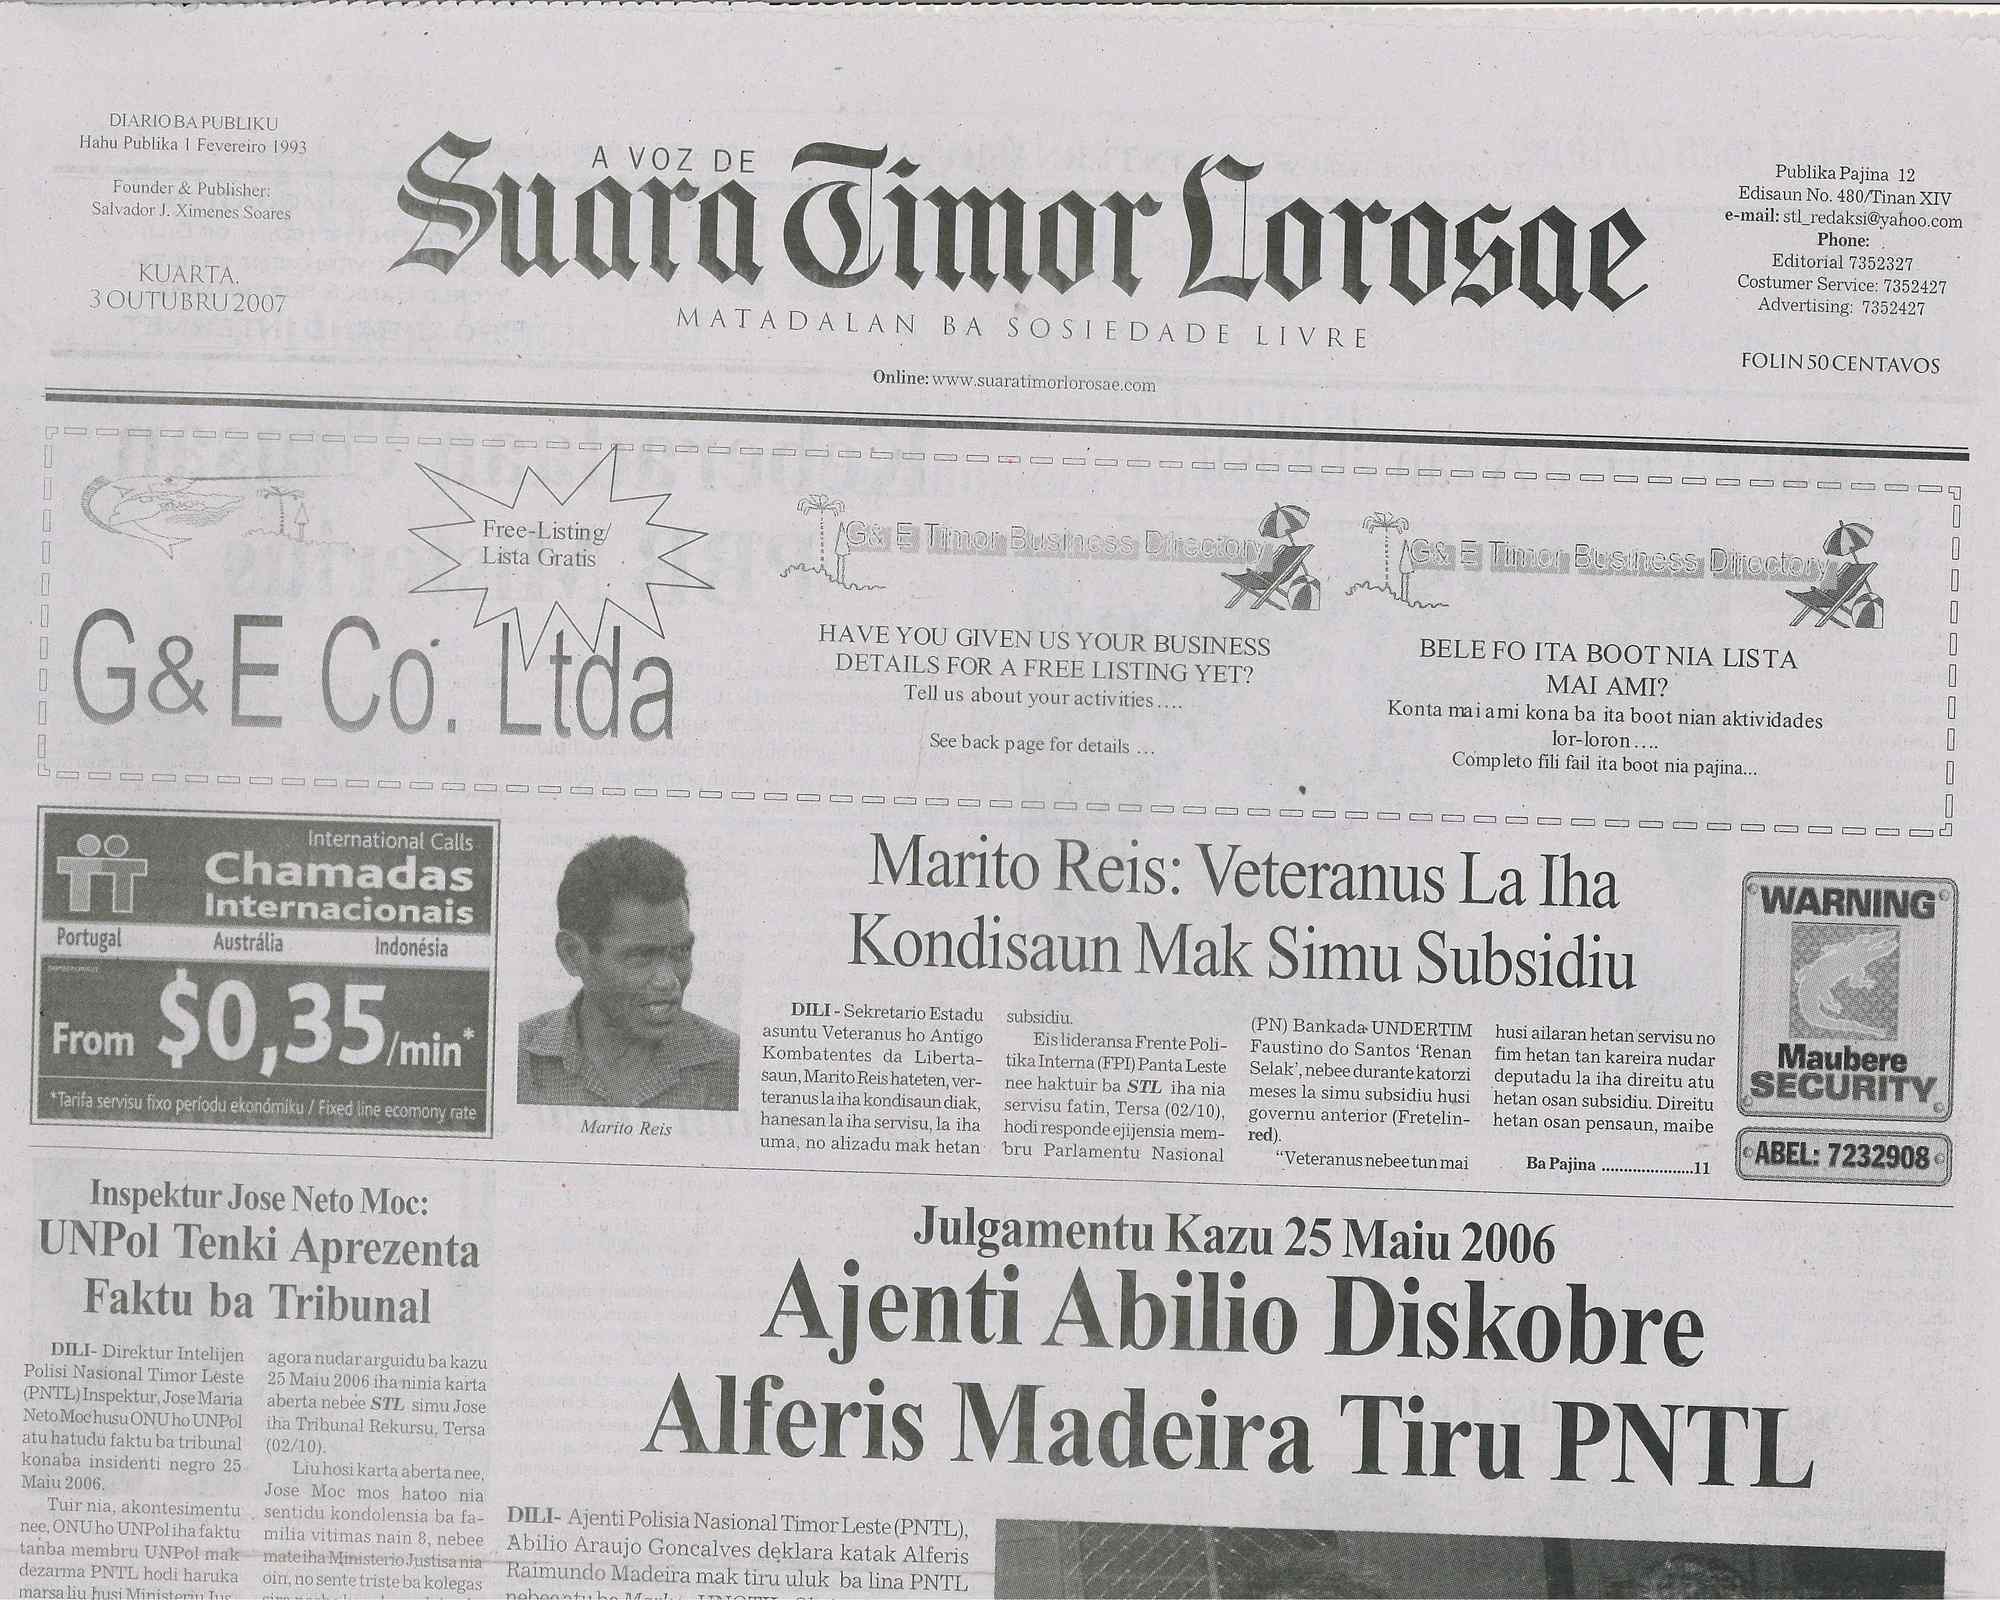 DIARIO BA PUBLIKU
Hahu Publika 1 Fevereiro 1993
Founder & Publisher:
Salvador J. Ximenes Soares
KUARTA,
3 OUTUBRU 2007
A VOZ DE
Suara Timor Lorosae
MATADALAN BA SOSIEDADE LIVRE
Online: www.suaratimorlorosae.com
Publika Pajina 12
Edisaun No. 480/Tinan XIV
e-mail: stl_redaksi@yahoo.com
Phone:
Editorial 7352327
Costumer Service: 7352427
Advertising: 7352427
FOLIN 50 CENTAVOS
Free-Listing/
Lista Gratis
G& E Co. Ltda
G& E Timor Business Directory
HAVE YOU GIVEN US YOUR BUSINESS
DETAILS FOR A FREE LISTING YET?
Tell us about your activities....
See back page for details ...
G& E Timor Business Directory
BELE FO ITA BOOT NIA LISTA
MAI AMI?
Konta mai ami kona ba ita boot nian aktividades
lor-loron....
Completo fili fail ita boot nia pajina...
International Calls
Chamadas
Internacionais
Portugal Austrália Indonésia
From $0,35/min*
*Tarifa servisu fixo períodu ekonómiku / Fixed line ecomony rate
Marito Reis
Marito Reis: Veteranus La Iha
Kondisaun Mak Simu Subsidiu
DILI - Sekretario Estadu
asuntu Veteranus ho Antigo
Kombatentes da Liberta-
saun, Marito Reis hateten, ver-
teranus la iha kondisaun diak,
hanesan la iha servisu, la iha
uma, no alizadu mak hetan
subsidiu.
Eis lideransa Frente Poli-
tika Interna (FPI) Panta Leste
nee haktuir ba STL iha nia
servisu fatin, Tersa (02/10),
hodi responde ejijensia mem-
bru Parlamentu Nasional
(PN) Bankada UNDERTIM
Faustino do Santos 'Renan
Selak', nebee durante katorzi
meses la simu subsidiu husi
governu anterior (Fretelin-
red).
"Veteranus nebee tun mai
husi ailaran hetan servisu no
fim hetan tan kareira nudar
deputadu la iha direitu atu
hetan osan subsidiu. Direitu
hetan osan pensaun, maibe
Ba Pajina .....................11
WARNING
Maubere
SECURITY
ABEL: 7232908
Inspektur Jose Neto Moc:
UNPol Tenki Aprezenta
Faktu ba Tribunal
DILI- Direktur Intelijen
Polisi Nasional Timor Leste
(PNTL) Inspektur, Jose Maria
Neto Moc husu ONU ho UNPol
atu hatudu faktu ba tribunal
konaba insidenti negro 25
Maiu 2006.
Tuir nia, akontesimentu
nee, ONU ho UNPol iha faktu
tanba membru UNPol mak
dezarma PNTL hodi haruka
marsa liu husi Ministeriu Jus-
agora nudar arguidu ba kazu
25 Maiu 2006 iha ninia karta
aberta nebee STL simu Jose
iha Tribunal Rekursu, Tersa
(02/10).
Liu hosi karta aberta nee,
Jose Moc mos hatoo nia
sentidu kondolensia ba fa-
milia vitimas nain 8, nebee
mate iha Ministerio Justisa nia
oin, no sente triste ba kolegas
Julgamentu Kazu 25 Maiu 2006
Ajenti Abilio Diskobre
Alferis Madeira Tiru PNTL
DILI- Ajenti Polisia Nasional Timor Leste (PNTL),
Abilio Araujo Goncalves deklara katak Alferis
Raimundo Madeira mak tiru uluk ba lina PNTL